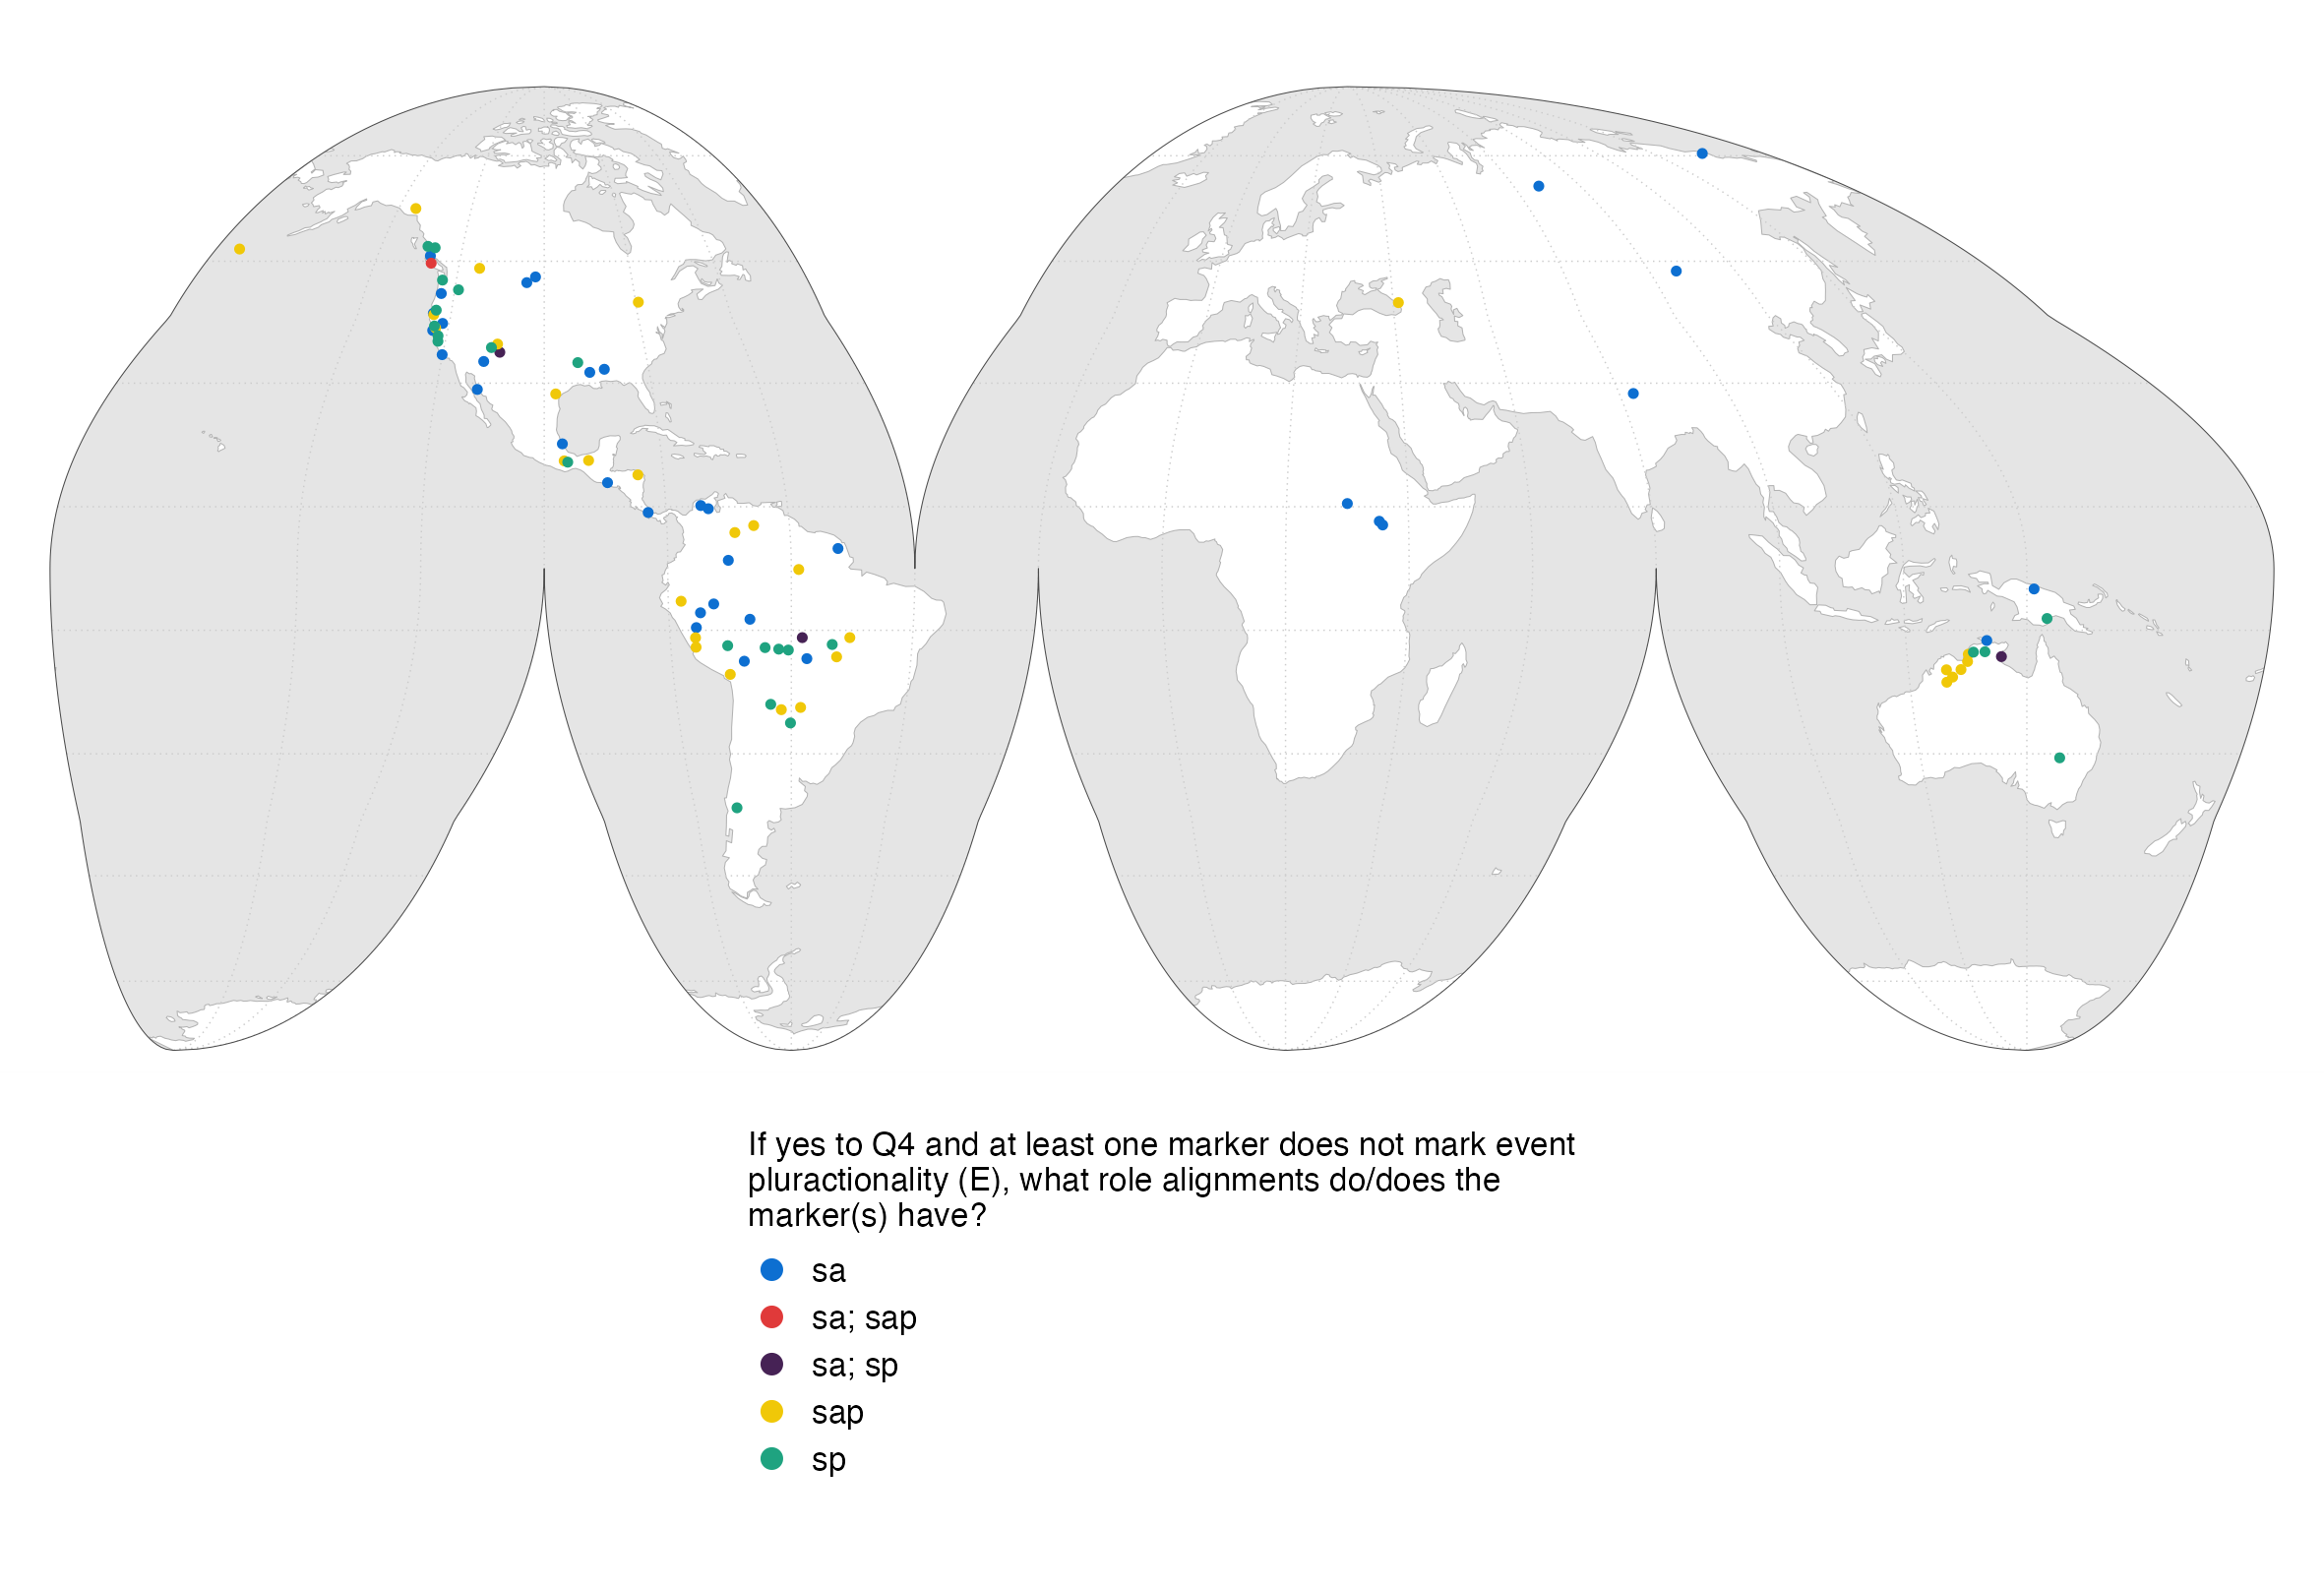 If yes to Q4 and at least one marker does not mark event
pluractionality (E), what role alignments do/does the
marker(s) have?
sa
sa; sap
sa; sp
sap
sp